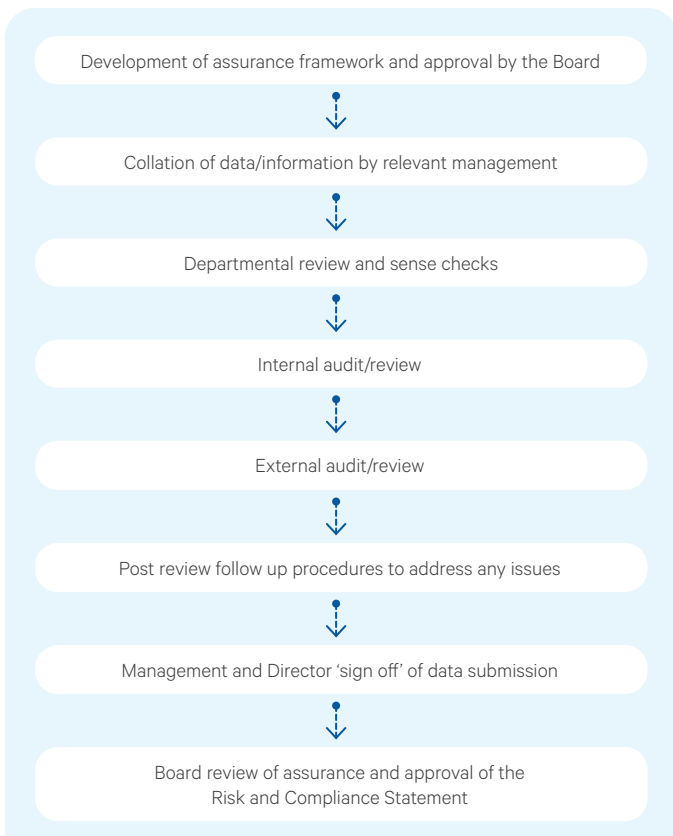 Development of assurance framework and approval by the Board
Collation of data/information by relevant management
Departmental review and sense checks
Internal audit/review
External audit/review
Post review follow up procedures to address any issues
Management and Director ‘sign off’ of data submission
Board review of assurance and approval of the
Risk and Compliance Statement